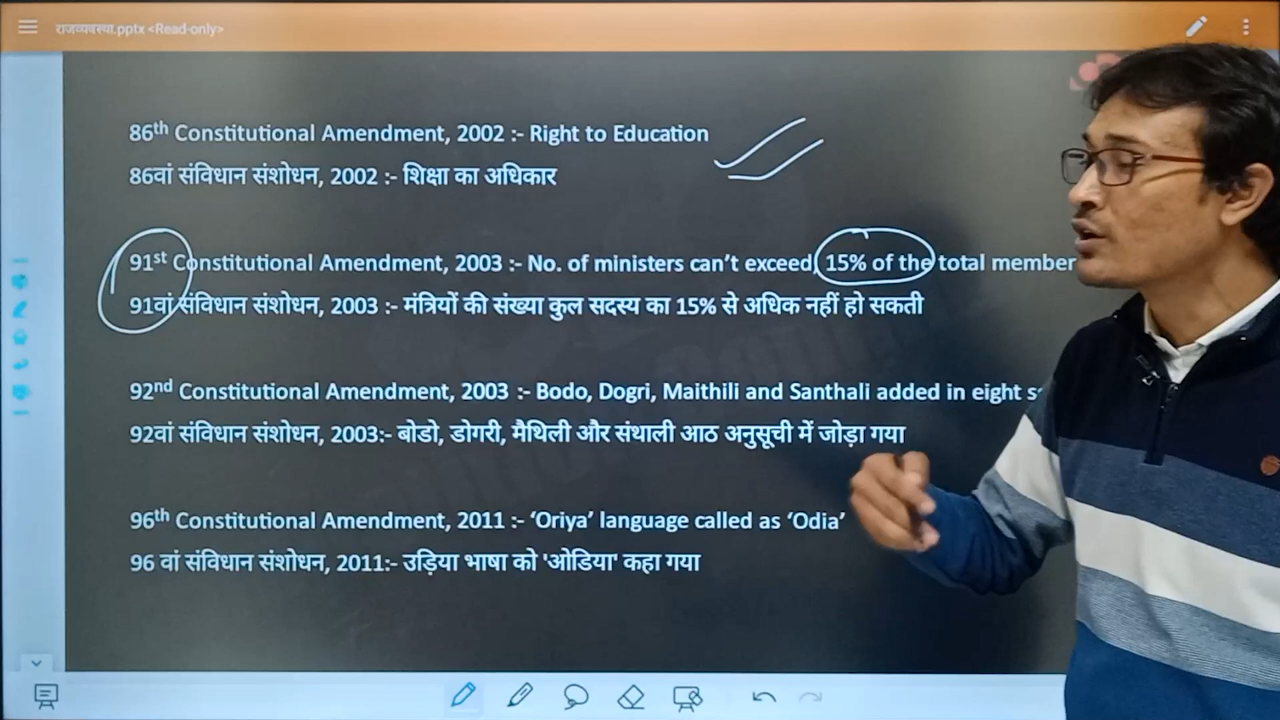 राजव्यवस्था.pptx <Read-only>
86th Constitutional Amendment, 2002 :- Right to Education
86वां संविधान संशोधन, 2002 :- शिक्षा का अधिकार
91st Constitutional Amendment, 2003 :- No. of ministers can't exceed 15% of the total member
91वां संविधान संशोधन, 2003 :- मंत्रियों की संख्या कुल सदस्य का 15% से अधिक नहीं हो सकती
92nd Constitutional Amendment, 2003 :- Bodo, Dogri, Maithili and Santhali added in eight
92वां संविधान संशोधन, 2003:- बोडो, डोगरी, मैथिली और संथाली आठ अनुसूची में जोड़ा गया
96th Constitutional Amendment, 2011 :- 'Oriya' language called as 'Odia'
96 वां संविधान संशोधन, 2011:- उड़िया भाषा को 'ओडिया' कहा गया